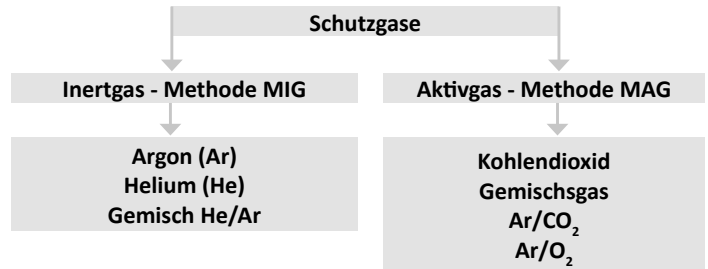 Schutzgase
Inertgas - Methode MIG
Aktivgas - Methode MAG
Argon (Ar)
Helium (He)
Gemisch He/Ar
Kohlendioxid
Gemischsgas
Ar/CO₂
Ar/O₂